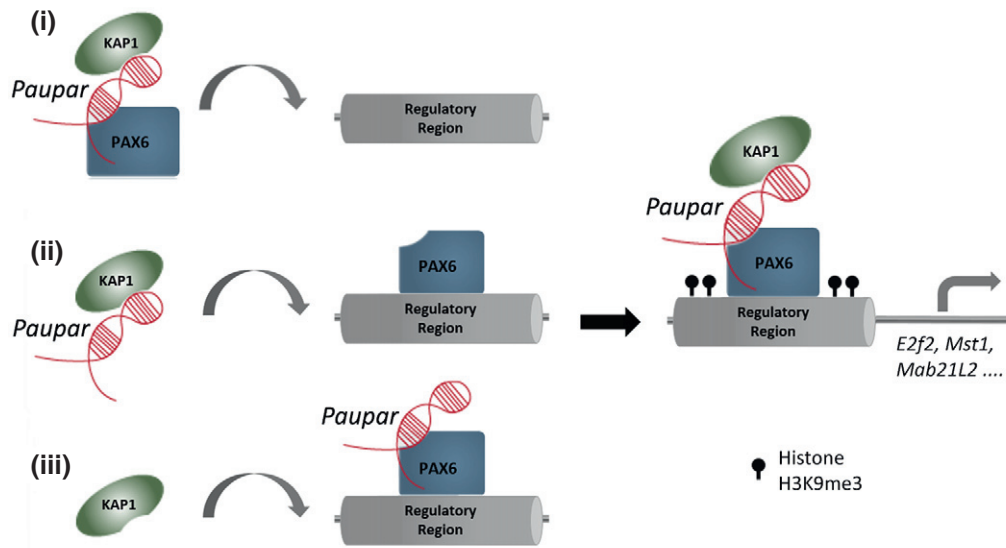 (i)
KAP1
Paupar
PAX6
Regulatory
Region
(ii)
KAP1
Paupar
PAX6
Regulatory
Region
(iii)
KAP1
Paupar
PAX6
Regulatory
Region
KAP1
Paupar
PAX6
Regulatory
Region
E2f2, Mst1,
Mab21L2 ....
Histone
H3K9me3